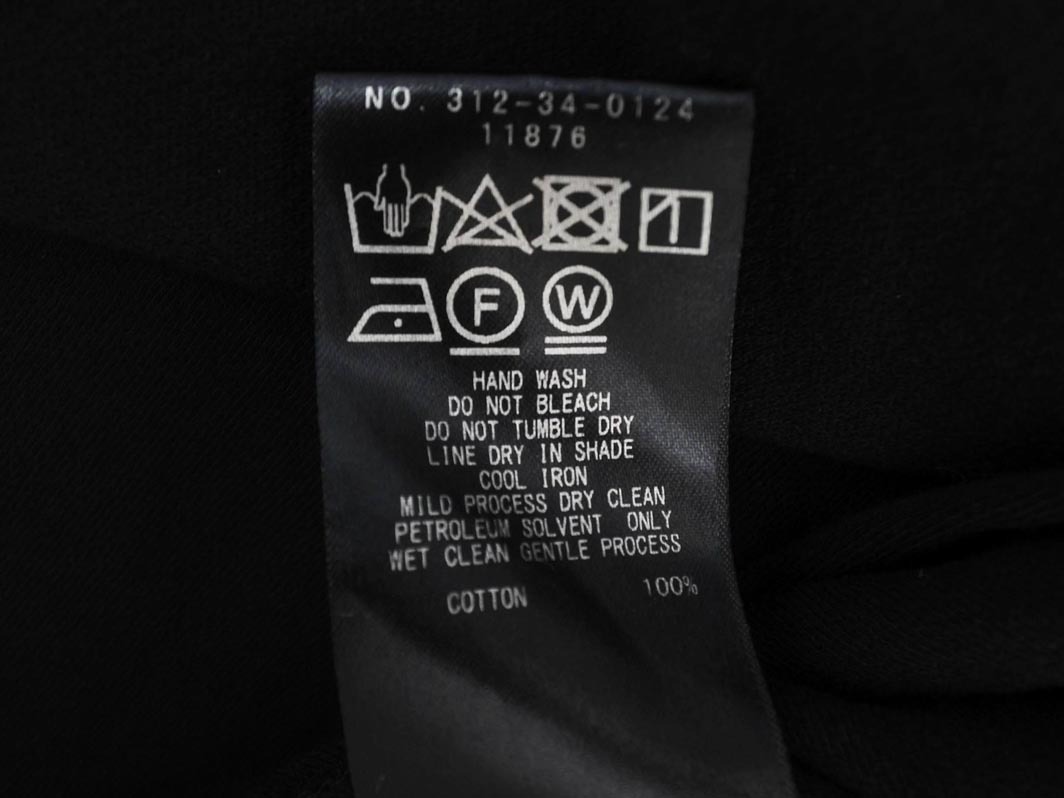 NO. 312-34-0124
11876
F W
HAND WASH
DO NOT BLEACH
DO NOT TUMBLE DRY
LINE DRY IN SHADE
COOL IRON
MILD PROCESS DRY CLEAN
PETROLEUM SOLVENT ONLY
WET CLEAN GENTLE PROCESS
COTTON 100%